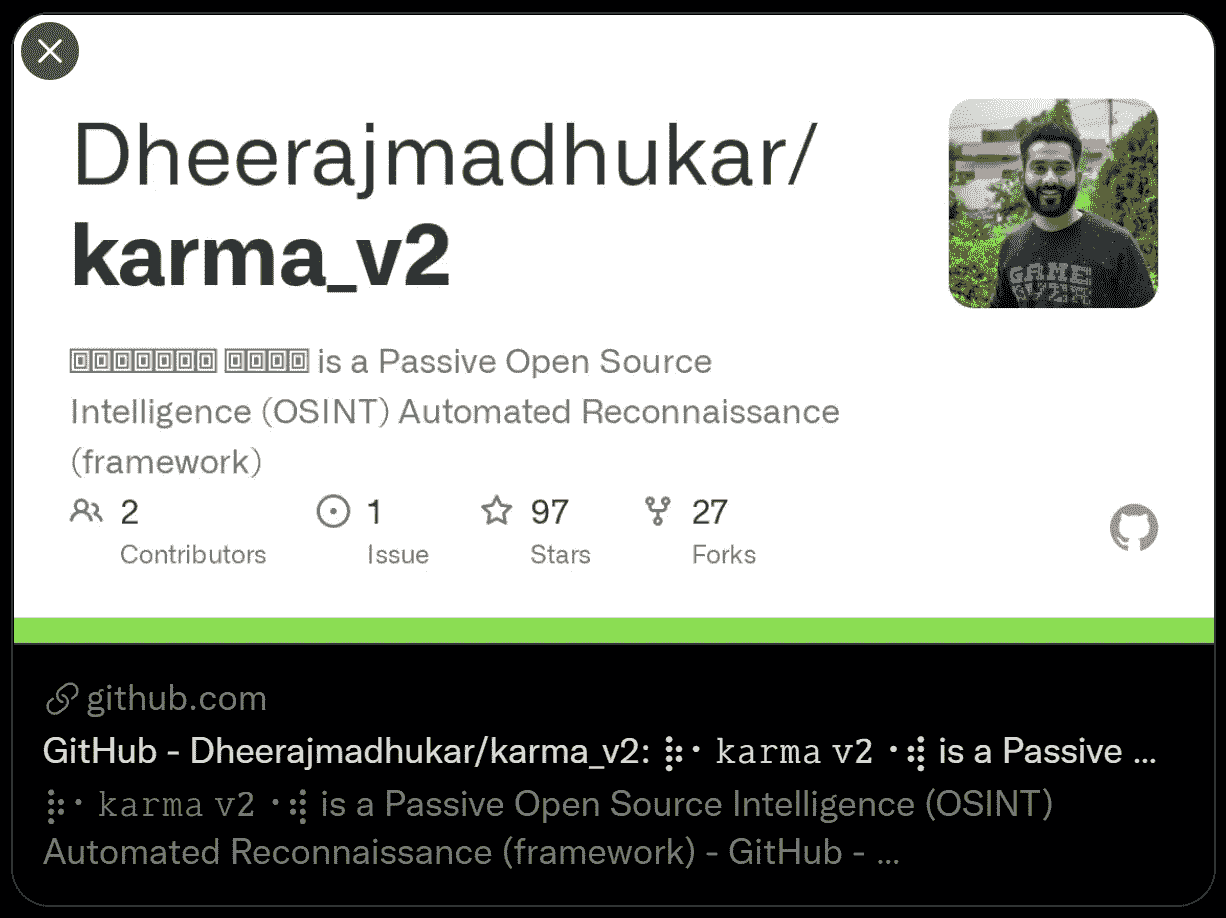 Dheerajmadhukar/
karma_v2
is a Passive Open Source
Intelligence (OSINT) Automated Reconnaissance
(framework)
2 1 97 27
Contributors Issue Stars Forks
github.com
GitHub - Dheerajmadhukar/karma_v2: ⡷⠂𝚔𝚊𝚛𝚖𝚊 𝚟𝟸⠐⢾ is a Passive ...
⡷⠂𝚔𝚊𝚛𝚖𝚊 𝚟𝟸⠐⢾ is a Passive Open Source Intelligence (OSINT)
Automated Reconnaissance (framework) - GitHub - ...